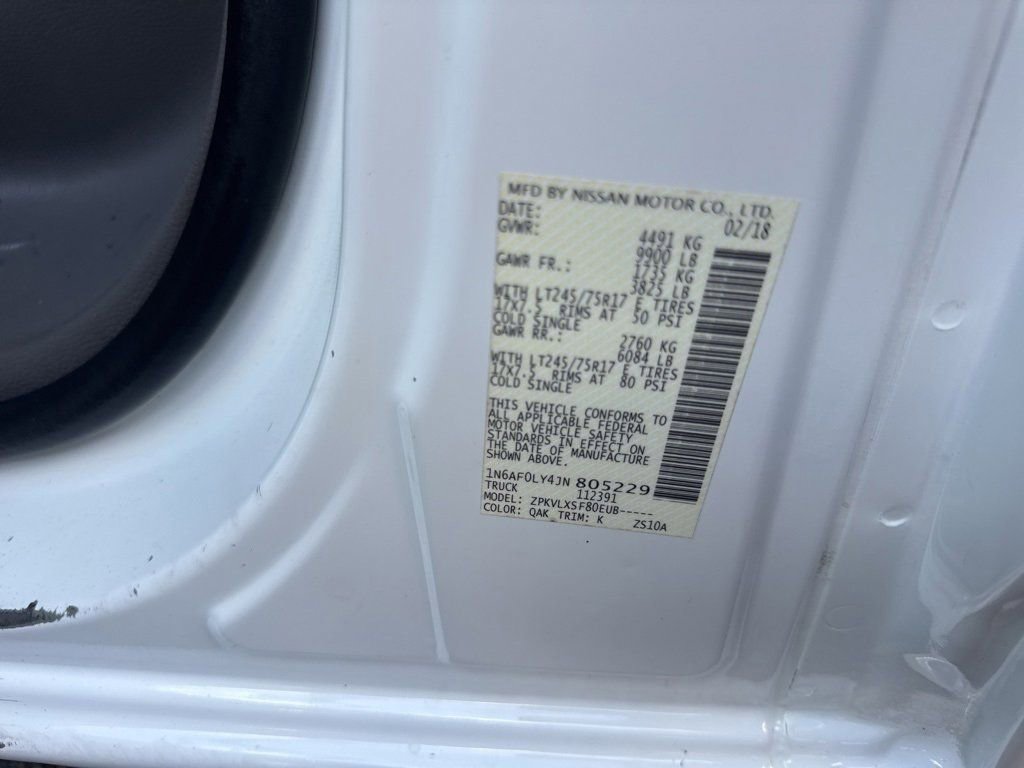 MFD BY NISSAN MOTOR CO., LTD.
DATE: 02/18
GVWR: 4491 KG
9900 LB
GAWR FR.: 1735 KG
3825 LB
WITH LT245/75R17 E TIRES
17X7.5 RIMS AT 50 PSI
COLD SINGLE
GAWR RR.: 2760 KG
6084 LB
WITH LT245/75R17 E TIRES
17X7.5 RIMS AT 80 PSI
COLD SINGLE
THIS VEHICLE CONFORMS TO
ALL APPLICABLE FEDERAL
MOTOR VEHICLE SAFETY
STANDARDS IN EFFECT ON
THE DATE OF MANUFACTURE
SHOWN ABOVE.
1N6AF0LY4JN 805229
TRUCK 112391
MODEL: ZPKVLXSF80EUB-----
COLOR: QAK TRIM: K ZS10A